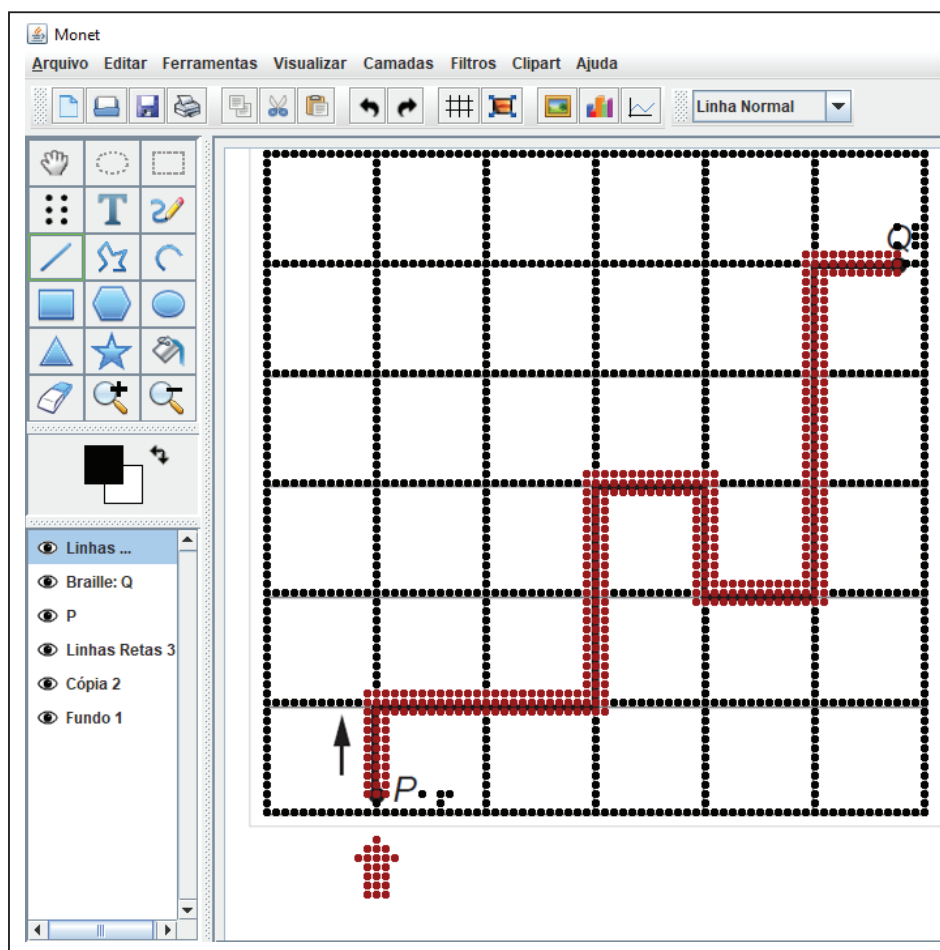 Monet
Arquivo Editar Ferramentas Visualizar Camadas Filtros Clipart Ajuda
Linha Normal
T
Q
Linhas ...
Braille: Q
P
Linhas Retas 3
Cópia 2
Fundo 1
P